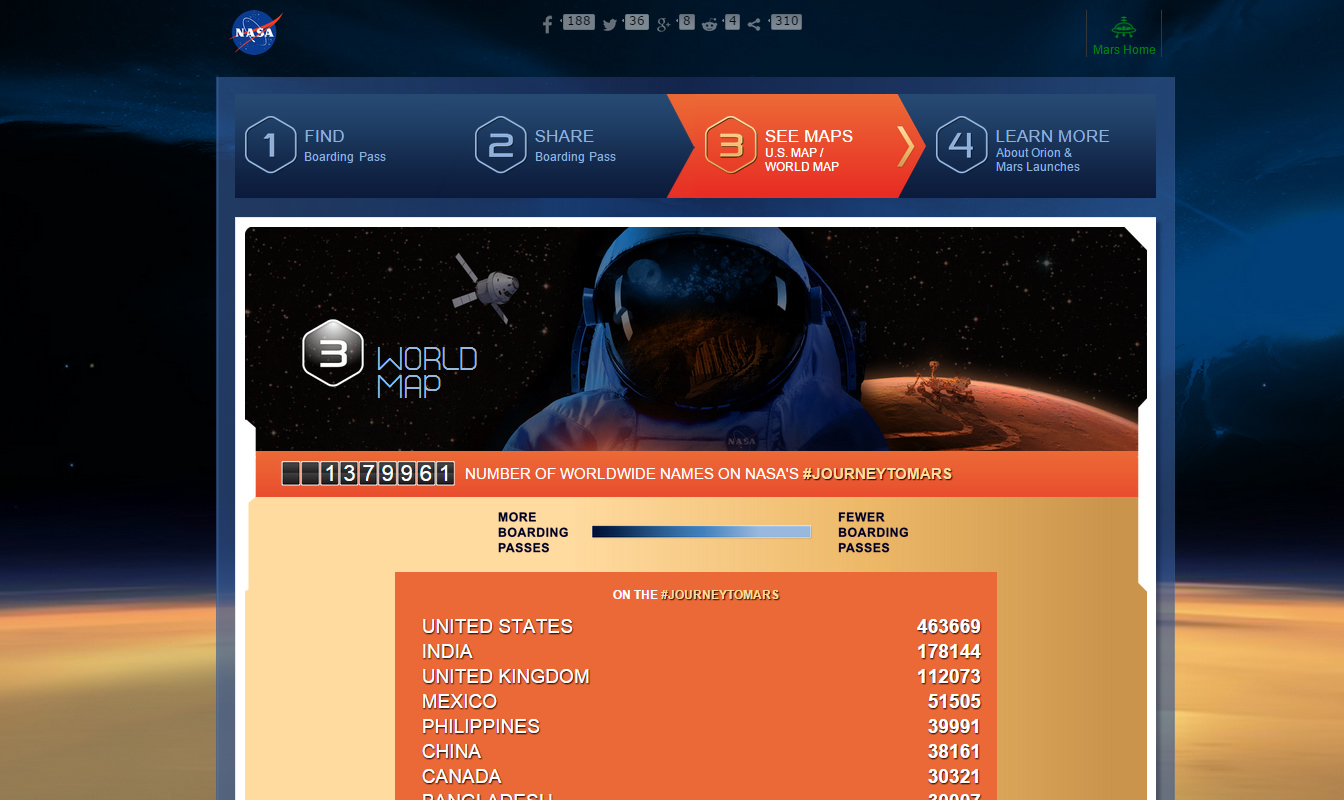 NASA
188 36 8 4 310
Mars Home
1 FIND
Boarding Pass
2 SHARE
Boarding Pass
3 SEE MAPS
U.S. MAP /
WORLD MAP
4 LEARN MORE
About Orion &
Mars Launches
3 WORLD
MAP
NASA
1379961 NUMBER OF WORLDWIDE NAMES ON NASA'S #JOURNEYTOMARS
MORE
BOARDING
PASSES
FEWER
BOARDING
PASSES
ON THE #JOURNEYTOMARS
UNITED STATES 463669
INDIA 178144
UNITED KINGDOM 112073
MEXICO 51505
PHILIPPINES 39991
CHINA 38161
CANADA 30321
BANGLADESH